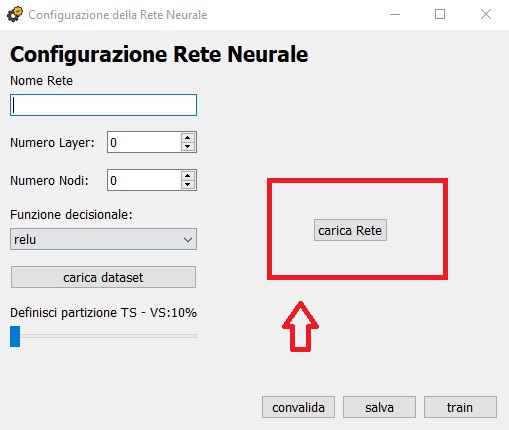 Configurazione della Rete Neurale
Configurazione Rete Neurale
Nome Rete
Numero Layer: 0
Numero Nodi: 0
Funzione decisionale:
relu
carica dataset
Definisci partizione TS - VS:10%
carica Rete
convalida salva train